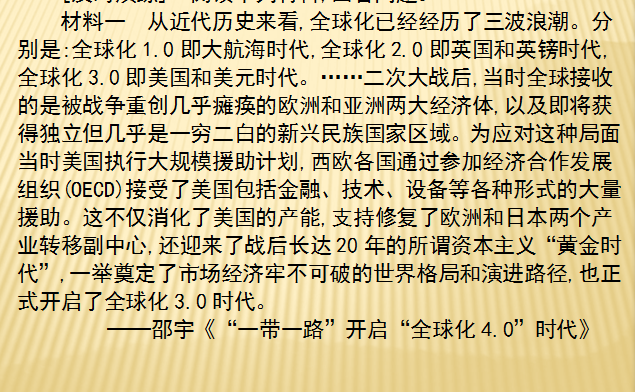 材料一　从近代历史来看,全球化已经经历了三波浪潮。分
别是:全球化1.0即大航海时代,全球化2.0即英国和英镑时代,
全球化3.0即美国和美元时代。……二次大战后,当时全球接收
的是被战争重创几乎瘫痪的欧洲和亚洲两大经济体,以及即将获
得独立但几乎是一穷二白的新兴民族国家区域。为应对这种局面
当时美国执行大规模援助计划,西欧各国通过参加经济合作发展
组织(OECD)接受了美国包括金融、技术、设备等各种形式的大量
援助。这不仅消化了美国的产能,支持修复了欧洲和日本两个产
业转移副中心,还迎来了战后长达20年的所谓资本主义“黄金时
代”,一举奠定了市场经济牢不可破的世界格局和演进路径,也正
式开启了全球化3.0时代。
——邵宇《“一带一路”开启“全球化4.0”时代》